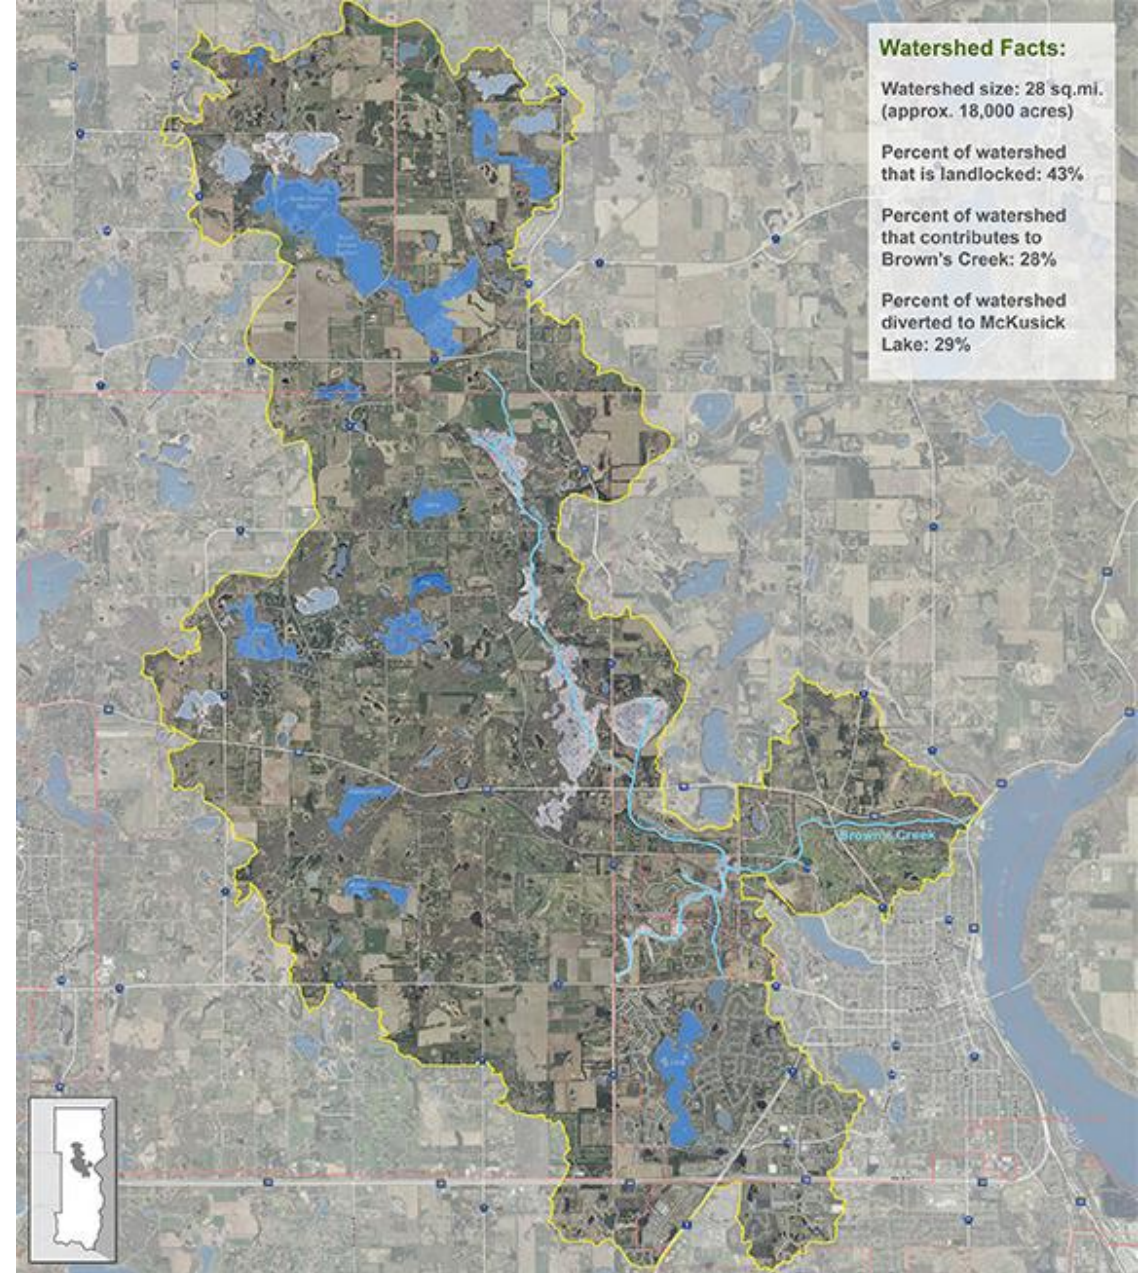 Watershed Facts:
Watershed size: 28 sq.mi.
(approx. 18,000 acres)
Percent of watershed
that is landlocked: 43%
Percent of watershed
that contributes to
Brown's Creek: 28%
Percent of watershed
diverted to McKusick
Lake: 29%
Brown's Creek